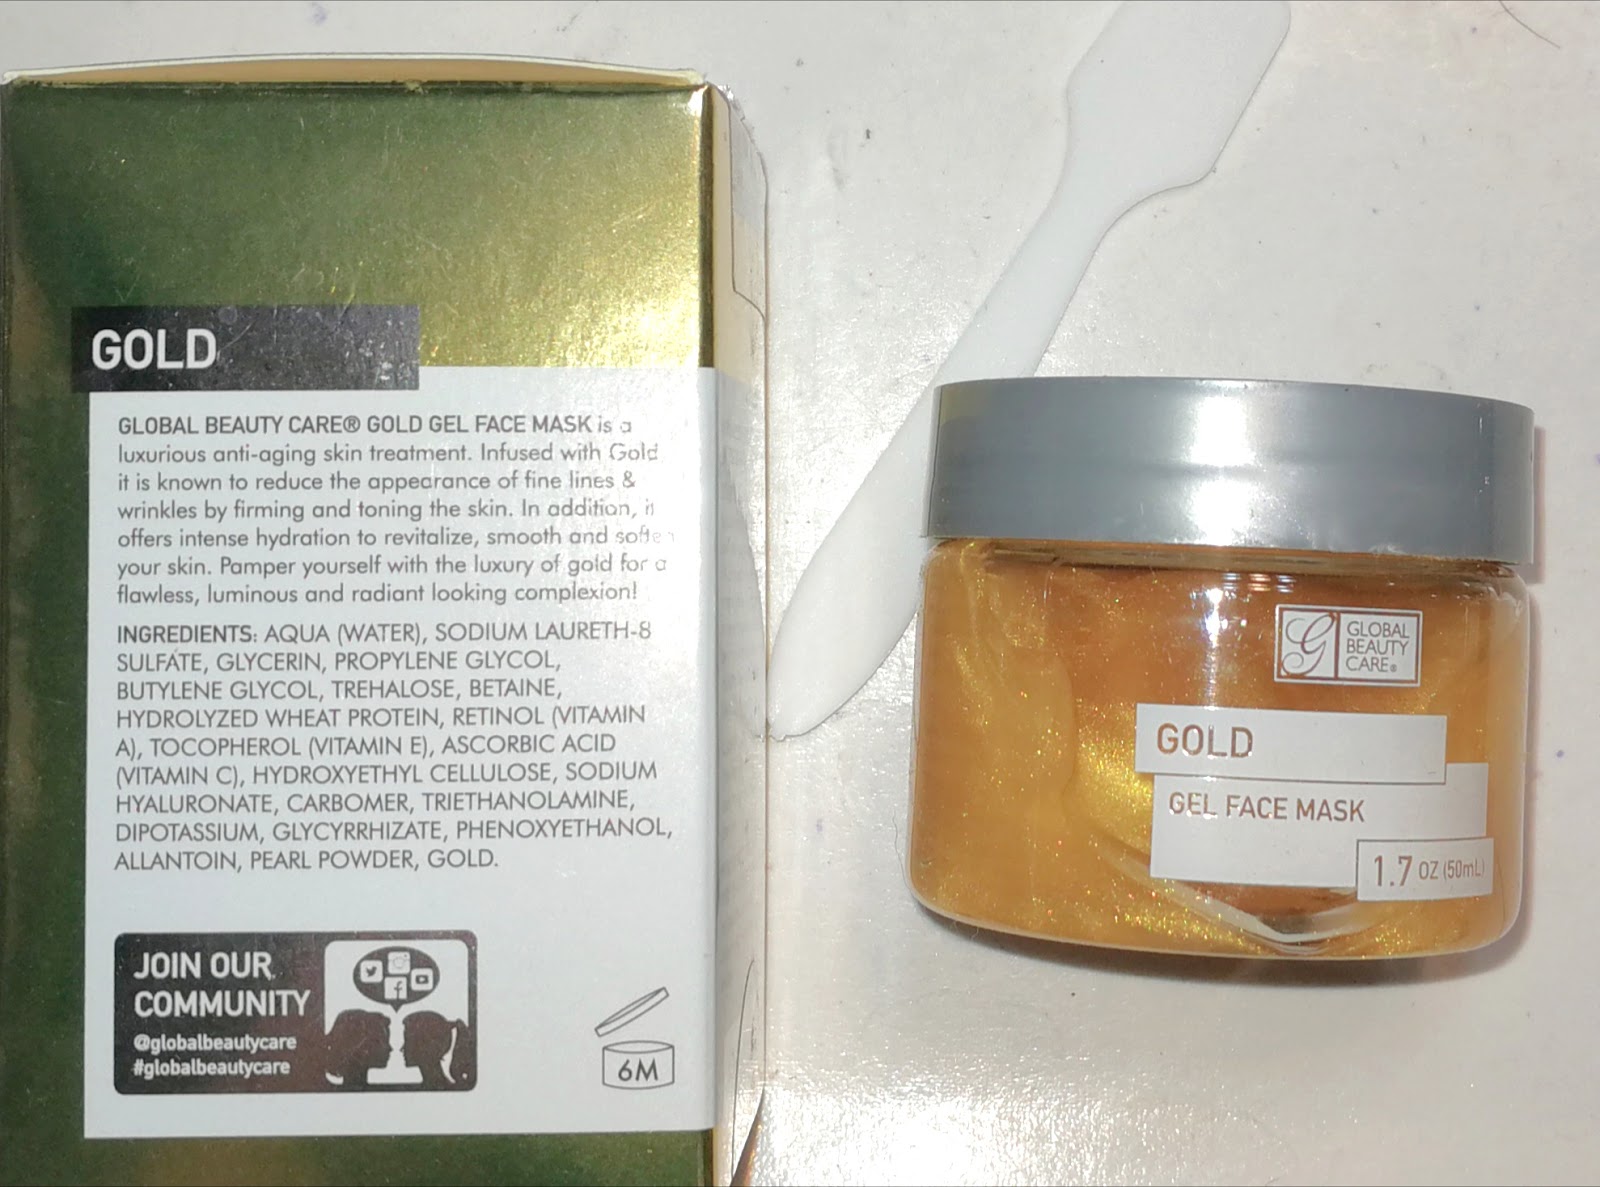 GOLD
GLOBAL BEAUTY CARE® GOLD GEL FACE MASK is a
luxurious anti-aging skin treatment. Infused with Gold
it is known to reduce the appearance of fine lines &
wrinkles by firming and toning the skin. In addition, it
offers intense hydration to revitalize, smooth and soften
your skin. Pamper yourself with the luxury of gold for a
flawless, luminous and radiant looking complexion!
INGREDIENTS: AQUA (WATER), SODIUM LAURETH-8
SULFATE, GLYCERIN, PROPYLENE GLYCOL,
BUTYLENE GLYCOL, TREHALOSE, BETAINE,
HYDROLYZED WHEAT PROTEIN, RETINOL (VITAMIN
A), TOCOPHEROL (VITAMIN E), ASCORBIC ACID
(VITAMIN C), HYDROXYETHYL CELLULOSE, SODIUM
HYALURONATE, CARBOMER, TRIETHANOLAMINE,
DIPOTASSIUM, GLYCYRRHIZATE, PHENOXYETHANOL,
ALLANTOIN, PEARL POWDER, GOLD.
JOIN OUR
COMMUNITY
@globalbeautycare
#globalbeautycare
6M
G
GLOBAL
BEAUTY
CARE®
GOLD
GEL FACE MASK
1.7 OZ (50mL)